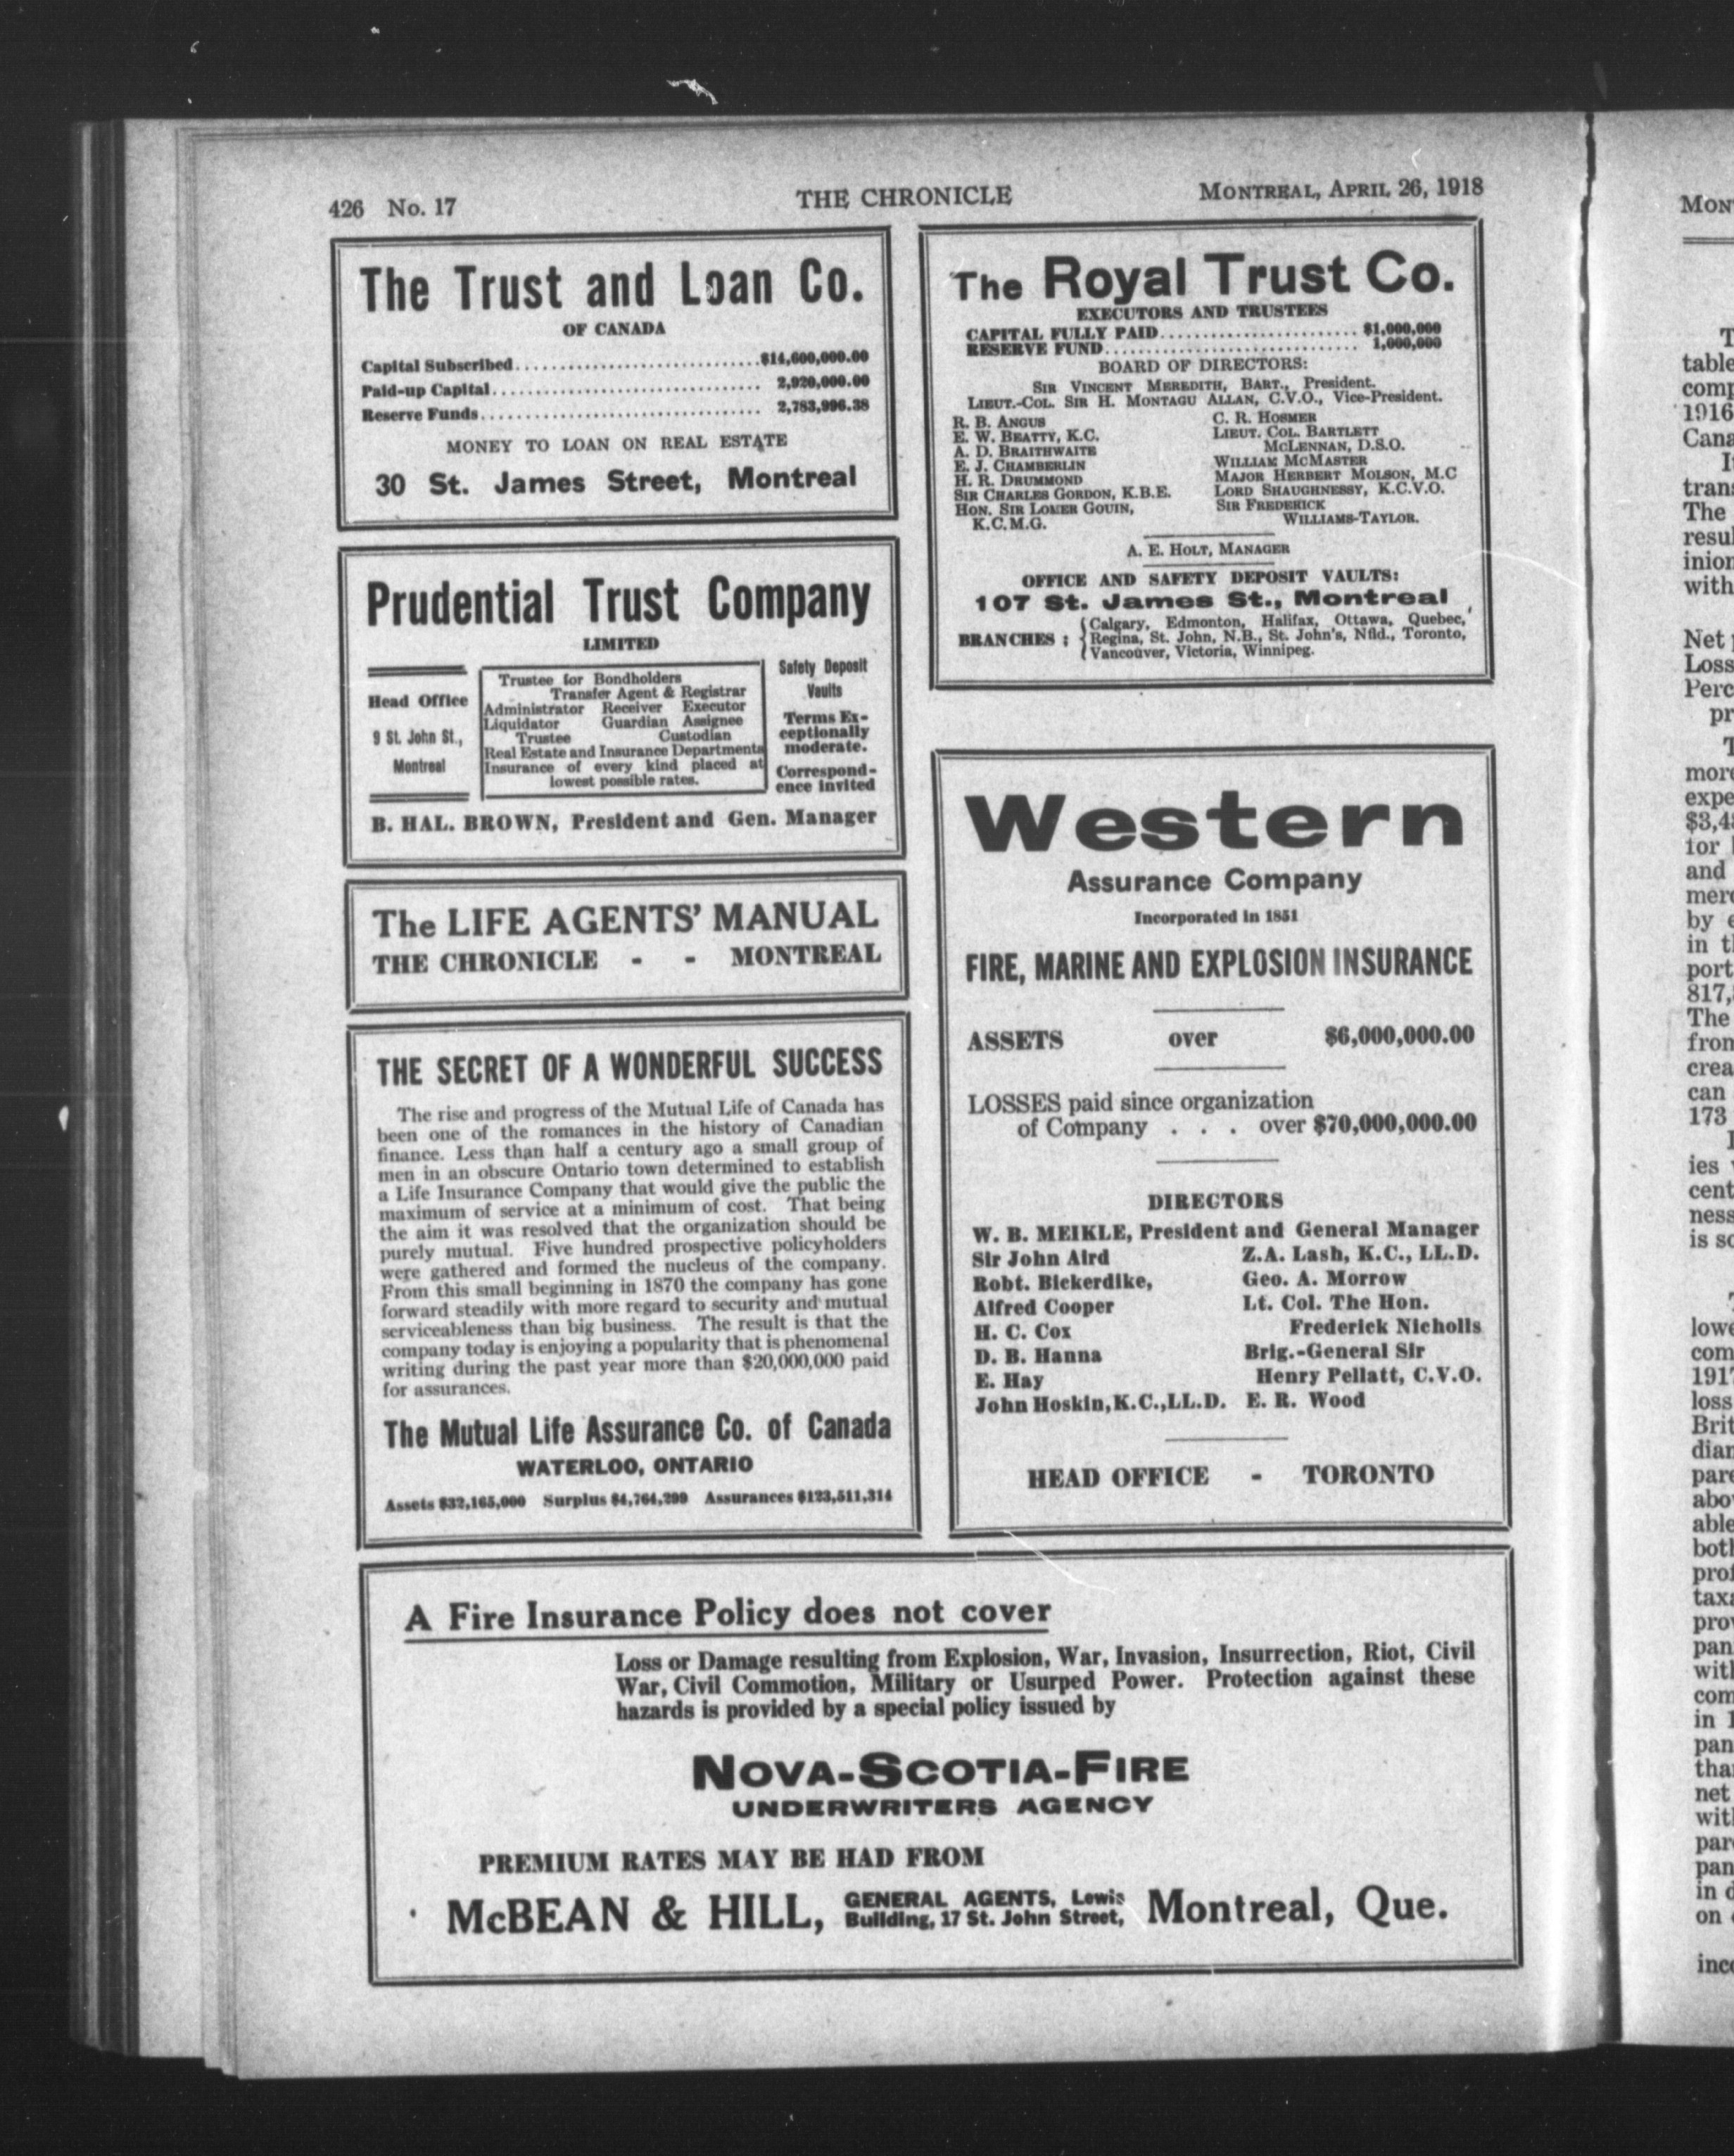 426 No. 17
THE CHRONICLE
MONTREAL, APRIL 26, 1918
The Trust and Loan Co.
OF CANADA
Capital Subscribed..............................$14,600,000.00
Paid-up Capital................................ 2,920,000.00
Reserve Funds.................................. 2,783,996.38
MONEY TO LOAN ON REAL ESTATE
30 St. James Street, Montreal
Prudential Trust Company
LIMITED
Head Office
9 St. John St.,
Montreal
Trustee for Bondholders
Transfer Agent & Registrar
Administrator Receiver Executor
Liquidator Guardian Assignee
Trustee Custodian
Real Estate and Insurance Departments
Insurance of every kind placed at
lowest possible rates.
Safety Deposit
Vaults
Terms Ex-
ceptionally
moderate.
Correspond-
ence invited
B. HAL. BROWN, President and Gen. Manager
The LIFE AGENTS' MANUAL
THE CHRONICLE - - MONTREAL
THE SECRET OF A WONDERFUL SUCCESS
The rise and progress of the Mutual Life of Canada has
been one of the romances in the history of Canadian
finance. Less than half a century ago a small group of
men in an obscure Ontario town determined to establish
a Life Insurance Company that would give the public the
maximum of service at a minimum of cost. That being
the aim it was resolved that the organization should be
purely mutual. Five hundred prospective policyholders
were gathered and formed the nucleus of the company.
From this small beginning in 1870 the company has gone
forward steadily with more regard to security and mutual
serviceableness than big business. The result is that the
company today is enjoying a popularity that is phenomenal
writing during the past year more than $20,000,000 paid
for assurances.
The Mutual Life Assurance Co. of Canada
WATERLOO, ONTARIO
Assets $32,165,000 Surplus $4,764,299 Assurances $123,511,314
The Royal Trust Co.
EXECUTORS AND TRUSTEES
CAPITAL FULLY PAID........................ $1,000,000
RESERVE FUND.............................. 1,000,000
BOARD OF DIRECTORS:
SIR VINCENT MEREDITH, BART., President.
LIEUT.-COL. SIR H. MONTAGU ALLAN, C.V.O., Vice-President.
R. B. ANGUS
E. W. BEATTY, K.C.
A. D. BRAITHWAITE
E. J. CHAMBERLIN
H. R. DRUMMOND
SIR CHARLES GORDON, K.B.E.
HON. SIR LOMER GOUIN,
K.C.M.G.
C. R. HOSMER
LIEUT. COL. BARTLETT
MCLENNAN, D.S.O.
WILLIAM MCMASTER
MAJOR HERBERT MOLSON, M.C
LORD SHAUGHNESSY, K.C.V.O.
SIR FREDERICK
WILLIAMS-TAYLOR.
A. E. HOLT, MANAGER
OFFICE AND SAFETY DEPOSIT VAULTS:
107 St. James St., Montreal
BRANCHES :
Calgary, Edmonton, Halifax, Ottawa, Quebec,
Regina, St. John, N.B., St. John's, Nfld., Toronto,
Vancouver, Victoria, Winnipeg.
Western
Assurance Company
Incorporated in 1851
FIRE, MARINE AND EXPLOSION INSURANCE
ASSETS over $6,000,000.00
LOSSES paid since organization
of Company . . . over $70,000,000.00
DIRECTORS
W. B. MEIKLE, President and General Manager
Sir John Aird
Robt. Bickerdike,
Alfred Cooper
H. C. Cox
D. B. Hanna
E. Hay
John Hoskin, K.C., LL.D.
Z.A. Lash, K.C., LL.D.
Geo. A. Morrow
Lt. Col. The Hon.
Frederick Nicholls
Brig.-General Sir
Henry Pellatt, C.V.O.
E. R. Wood
HEAD OFFICE - TORONTO
A Fire Insurance Policy does not cover
Loss or Damage resulting from Explosion, War, Invasion, Insurrection, Riot, Civil
War, Civil Commotion, Military or Usurped Power. Protection against these
hazards is provided by a special policy issued by
NOVA-SCOTIA-FIRE
UNDERWRITERS AGENCY
PREMIUM RATES MAY BE HAD FROM
McBEAN & HILL,
GENERAL AGENTS, Lewis
Building, 17 St. John Street,
Montreal, Que.